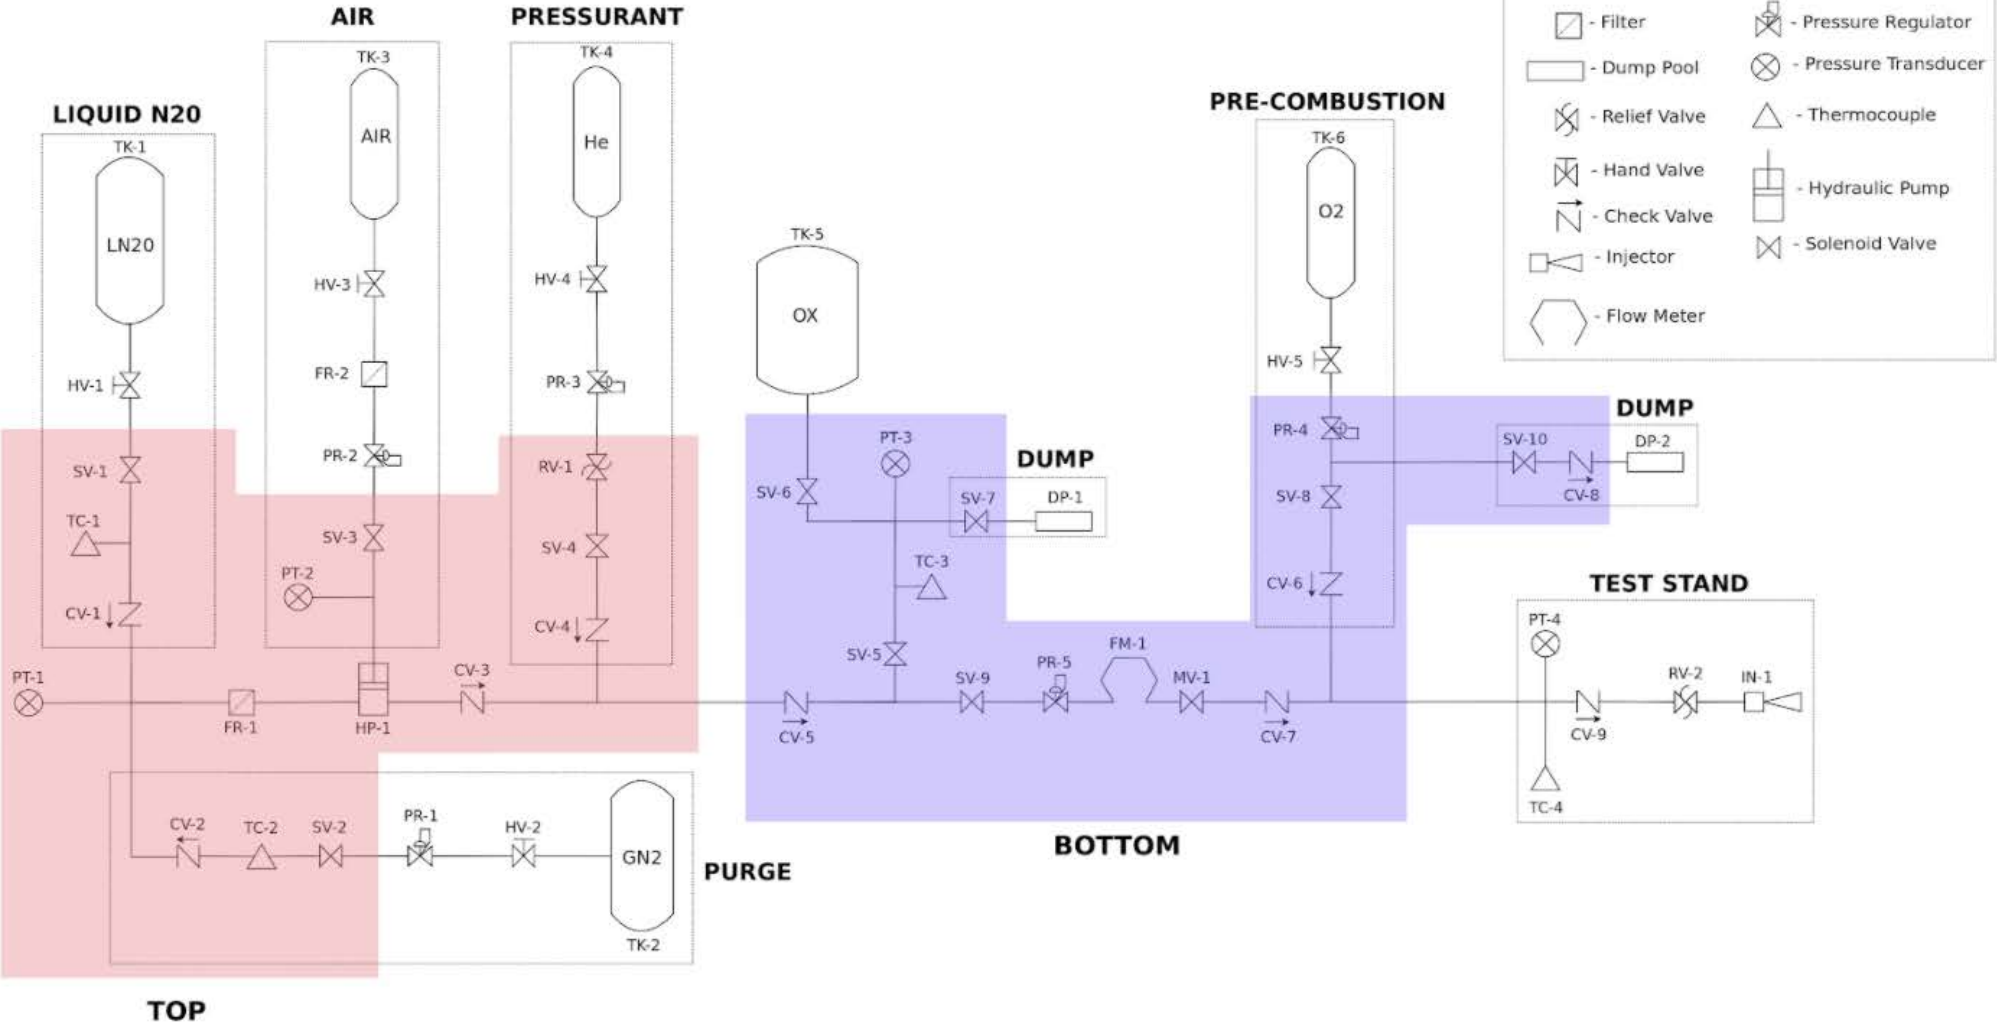 AIR
PRESSURANT
LIQUID N20
PRE-COMBUSTION
- Filter
- Pressure Regulator
- Dump Pool
- Pressure Transducer
- Relief Valve
- Thermocouple
- Hand Valve
- Hydraulic Pump
- Check Valve
- Solenoid Valve
- Injector
- Flow Meter
TK-1
LN20
HV-1
SV-1
TC-1
CV-1
PT-1
FR-1
TK-3
AIR
HV-3
FR-2
PR-2
SV-3
PT-2
HP-1
CV-3
TK-4
He
HV-4
PR-3
RV-1
SV-4
CV-4
CV-2
TC-2
SV-2
PR-1
HV-2
GN2
TK-2
PURGE
TOP
TK-5
OX
SV-6
PT-3
DUMP
SV-7
DP-1
TC-3
SV-5
CV-5
SV-9
PR-5
FM-1
MV-1
CV-7
BOTTOM
TK-6
O2
HV-5
PR-4
SV-8
CV-6
DUMP
SV-10
CV-8
DP-2
TEST STAND
PT-4
CV-9
RV-2
IN-1
TC-4